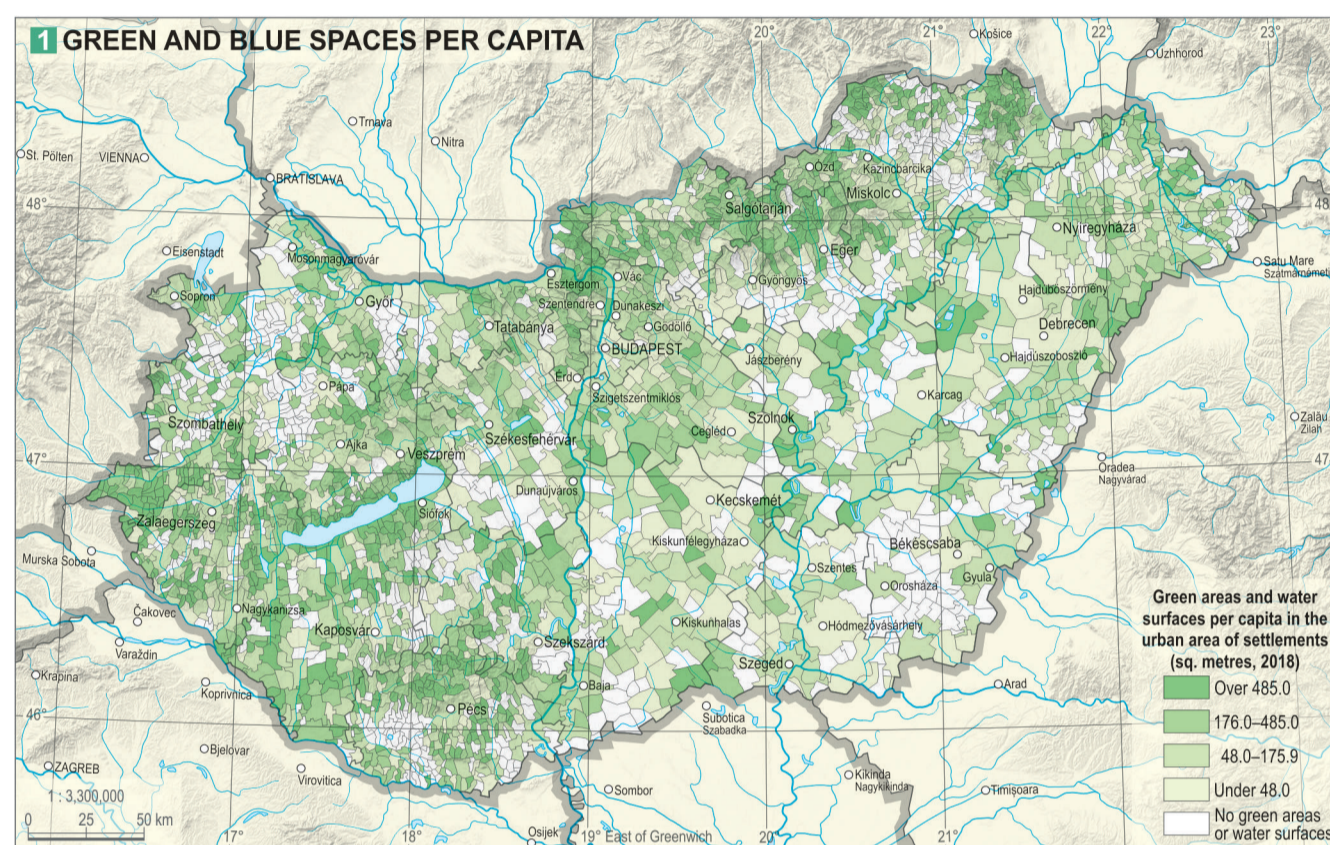 1 GREEN AND BLUE SPACES PER CAPITA
20°
21°
22°
23°
Košice
Uzhhorod
Trnava
Nitra
St. Pölten
VIENNA
BRATISLAVA
Ózd
Kazincbarcika
Miskolc
Salgótarján
48°
48
Nyíregyháza
Eger
Eisenstadt
Mosonmagyaróvár
Satu Mare
Szatmárnémeti
Vác
Gyöngyös
Esztergom
Sopron
Győr
Szentendre
Dunakeszi
Hajdúböszörmény
Tatabánya
Gödöllő
Debrecen
BUDAPEST
Jászberény
Hajdúszoboszló
Érd
Pápa
Szigetszentmiklós
Karcag
Szombathely
Szolnok
Zalău
Zilah
Cegléd
Ajka
Székesfehérvár
Veszprém
47°
47
Oradea
Nagyvárad
Dunaújváros
Kecskemét
Siófok
Zalaegerszeg
Kiskunfélegyháza
Békéscsaba
Murska Sobota
Szentes
Gyula
Orosháza
Čakovec
Nagykanizsa
Kaposvár
Kiskunhalas
Hódmezővásárhely
Varaždin
Szekszárd
Szeged
Krapina
Koprivnica
Baja
Arad
46°
Pécs
Subotica
Szabadka
Bjelovar
ZAGREB
Virovitica
Kikinda
Nagykikinda
Sombor
Timişoara
1 : 3,300,000
0 25 50 km
17°
18°
Osijek
19° East of Greenwich
20°
21°
Green areas and water
surfaces per capita in the
urban area of settlements
(sq. metres, 2018)
Over 485.0
176.0–485.0
48.0–175.9
Under 48.0
No green areas
or water surfaces